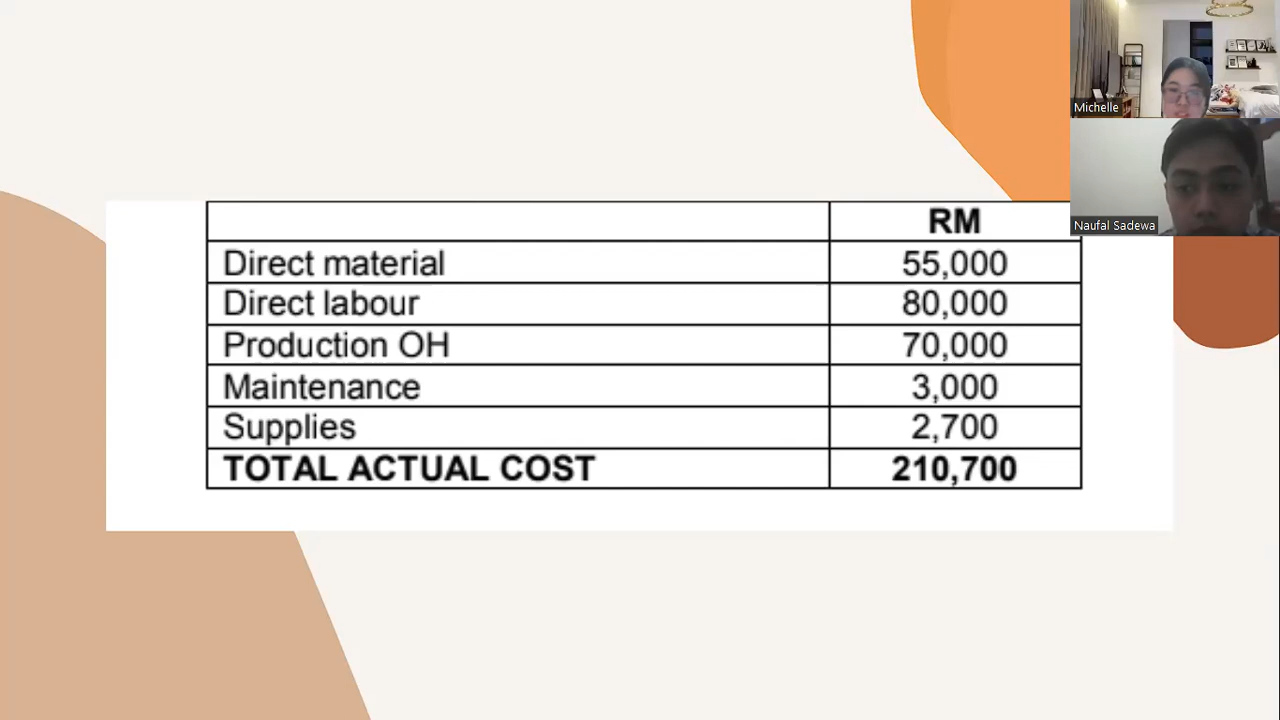 RM
Direct material 55,000
Direct labour 80,000
Production OH 70,000
Maintenance 3,000
Supplies 2,700
TOTAL ACTUAL COST 210,700
Michelle
Naufal Sadewa